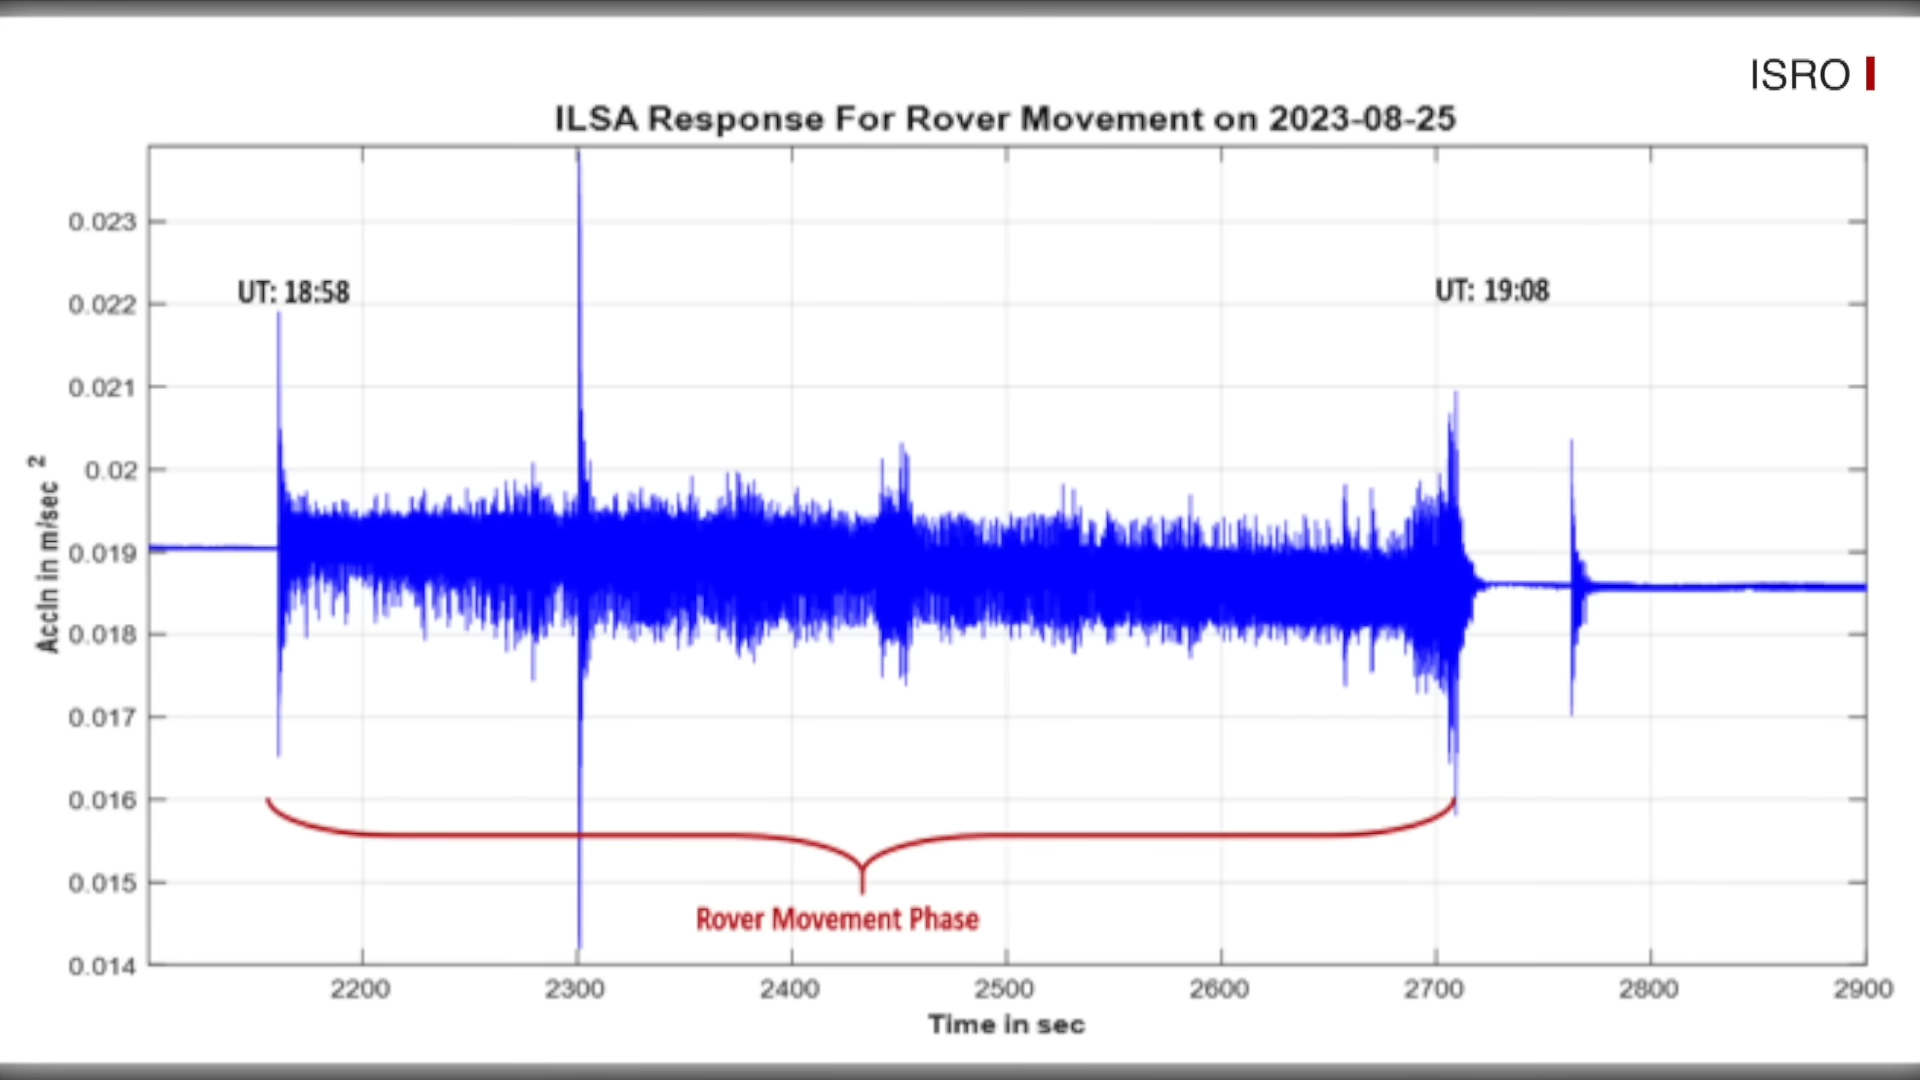 ISRO
ILSA Response For Rover Movement on 2023-08-25
0.023
UT: 18:58
UT: 19:08
0.022
0.021
0.02
0.019
0.018
0.017
0.016
0.015
0.014
Accln in m/sec 2
Rover Movement Phase
2200 2300 2400 2500 2600 2700 2800 2900
Time in sec